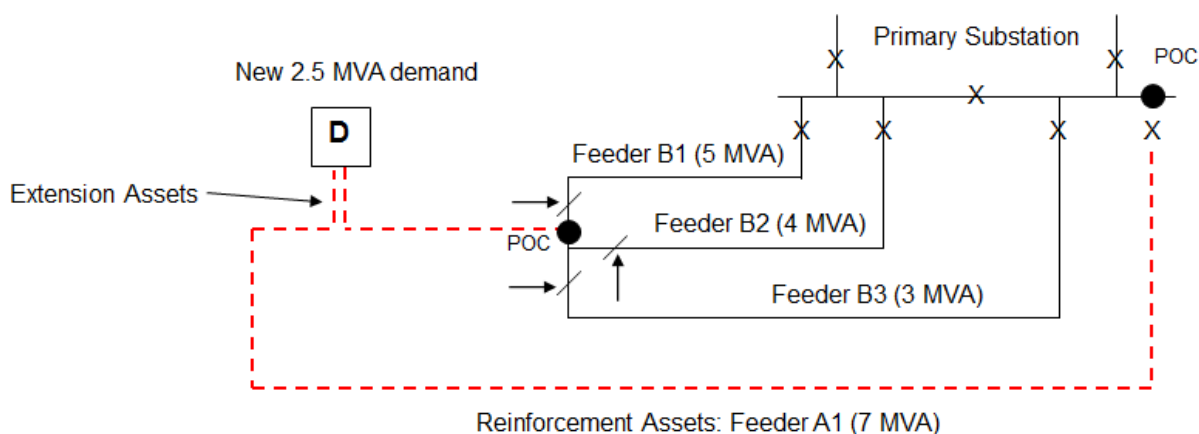 Primary Substation
POC
New 2.5 MVA demand
X
X
X
D
X
X
X
X
Feeder B1 (5 MVA)
Extension Assets
Feeder B2 (4 MVA)
POC
Feeder B3 (3 MVA)
Reinforcement Assets: Feeder A1 (7 MVA)